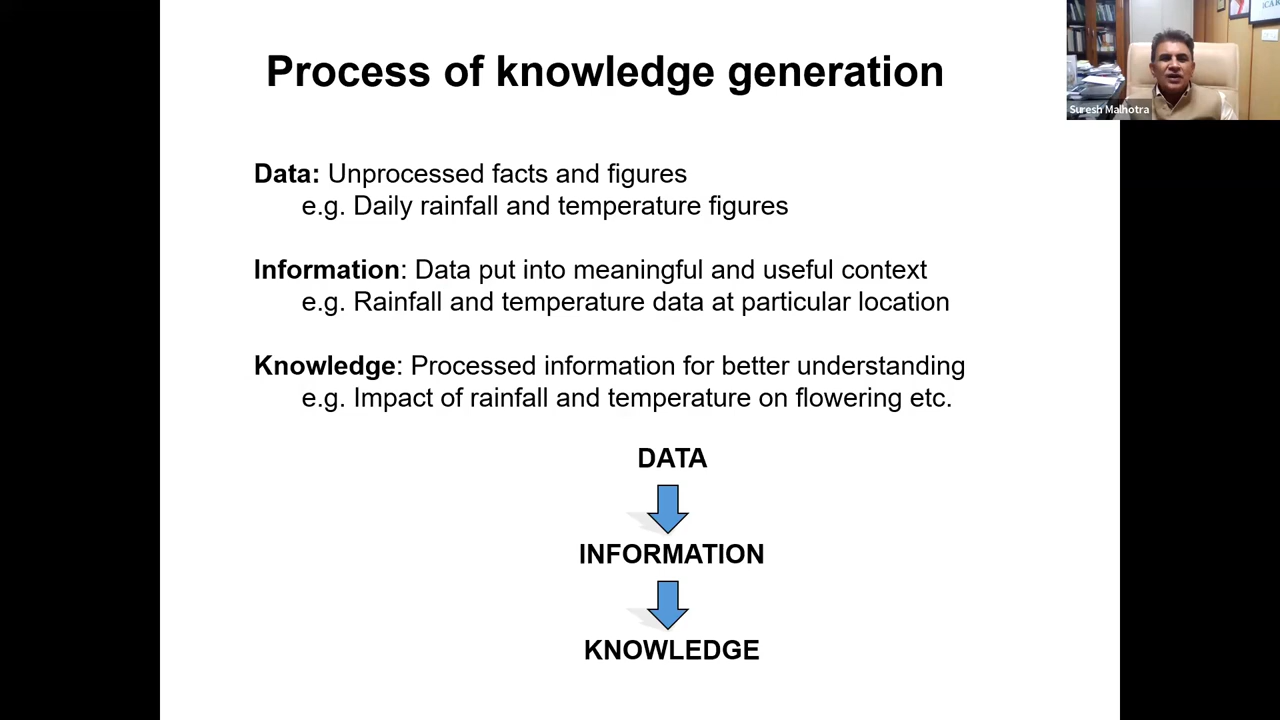 Process of knowledge generation
Data: Unprocessed facts and figures
e.g. Daily rainfall and temperature figures
Information: Data put into meaningful and useful context
e.g. Rainfall and temperature data at particular location
Knowledge: Processed information for better understanding
e.g. Impact of rainfall and temperature on flowering etc.
DATA
INFORMATION
KNOWLEDGE
Suresh Malhotra